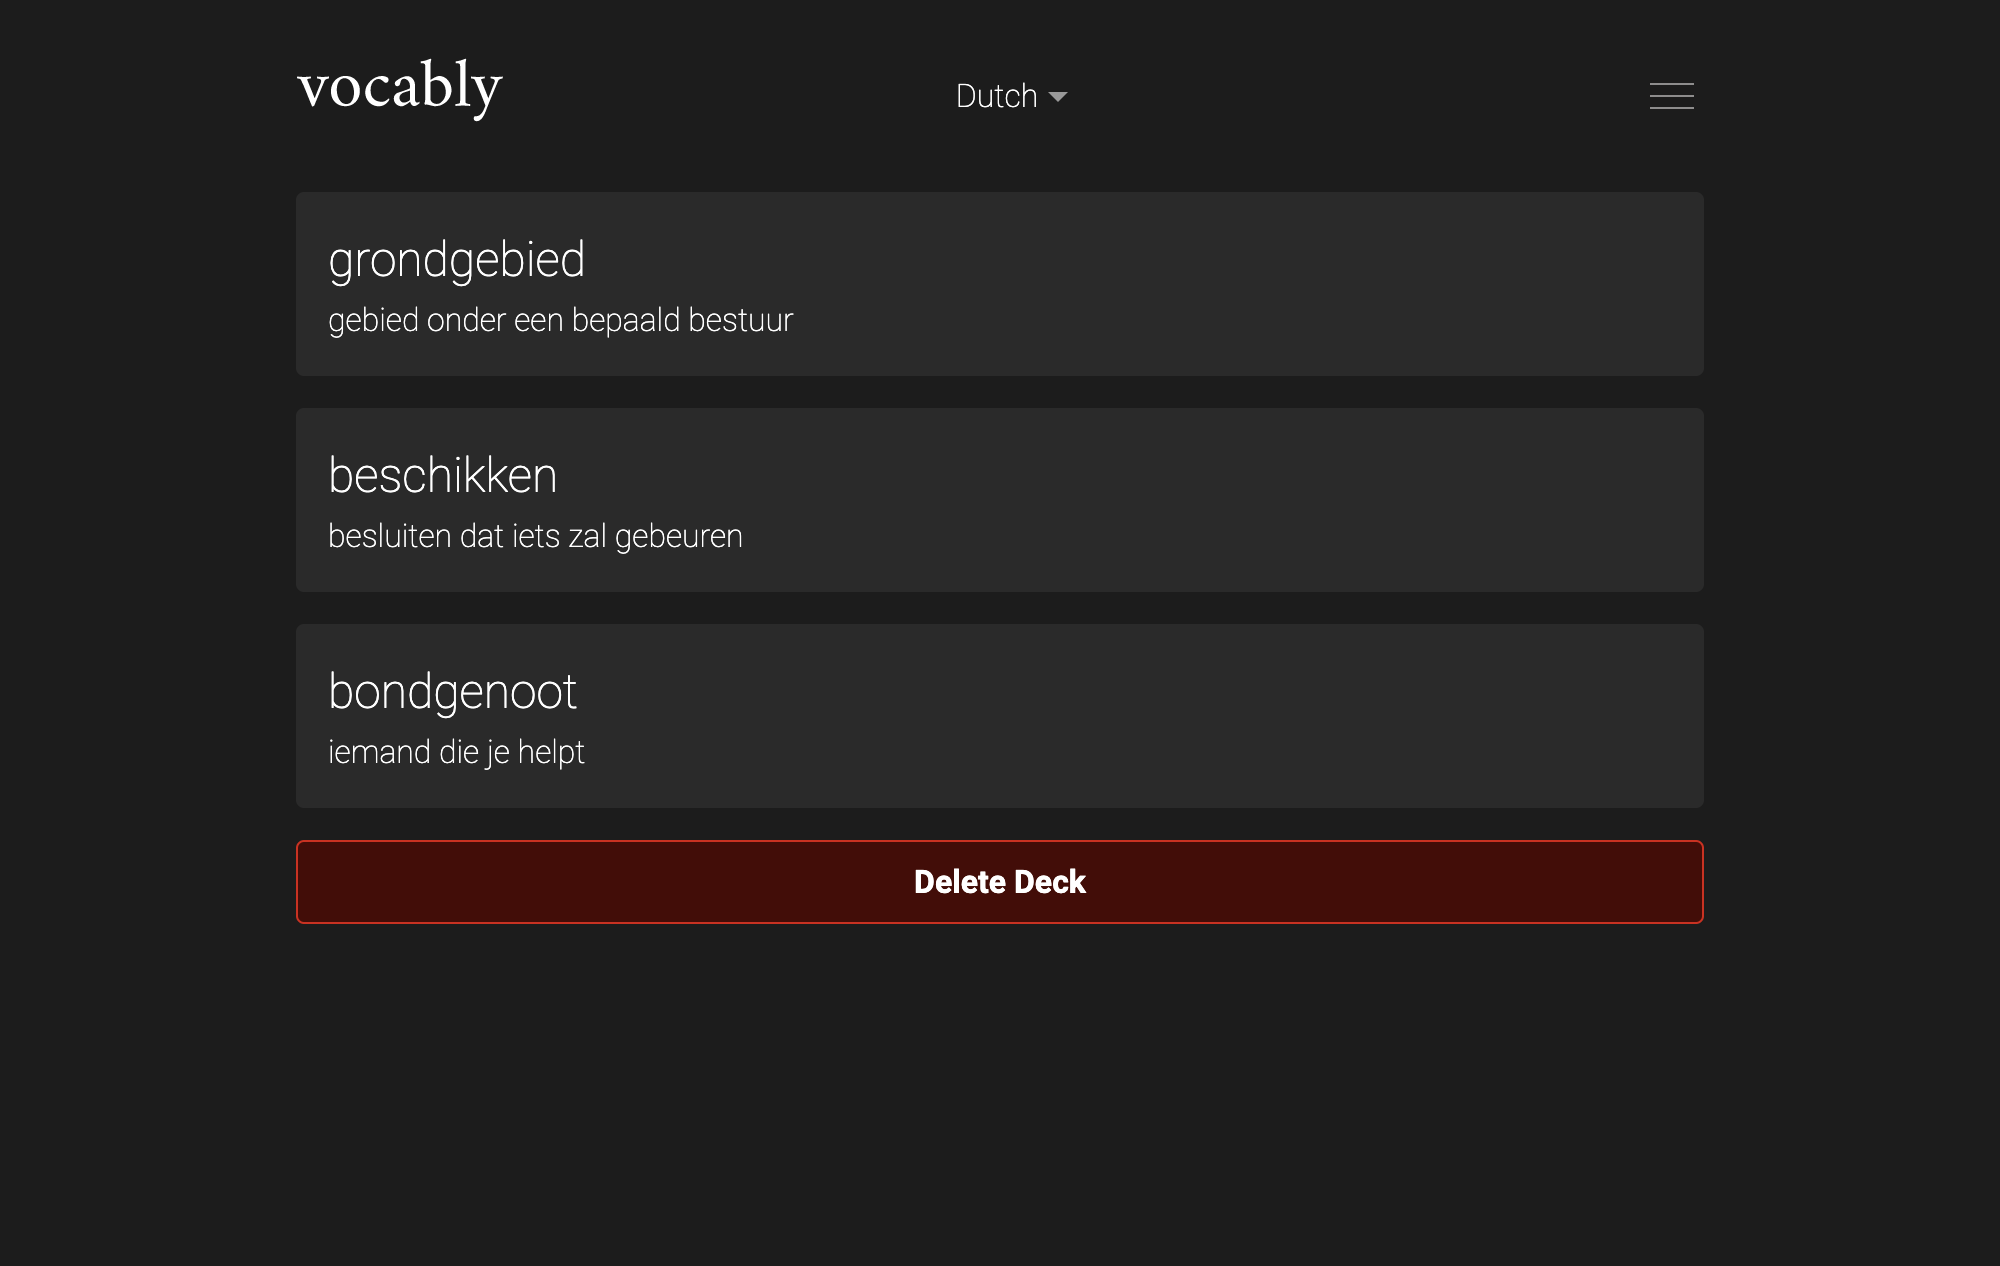 vocably
Dutch
grondgebied
gebied onder een bepaald bestuur
beschikken
besluiten dat iets zal gebeuren
bondgenoot
iemand die je helpt
Delete Deck